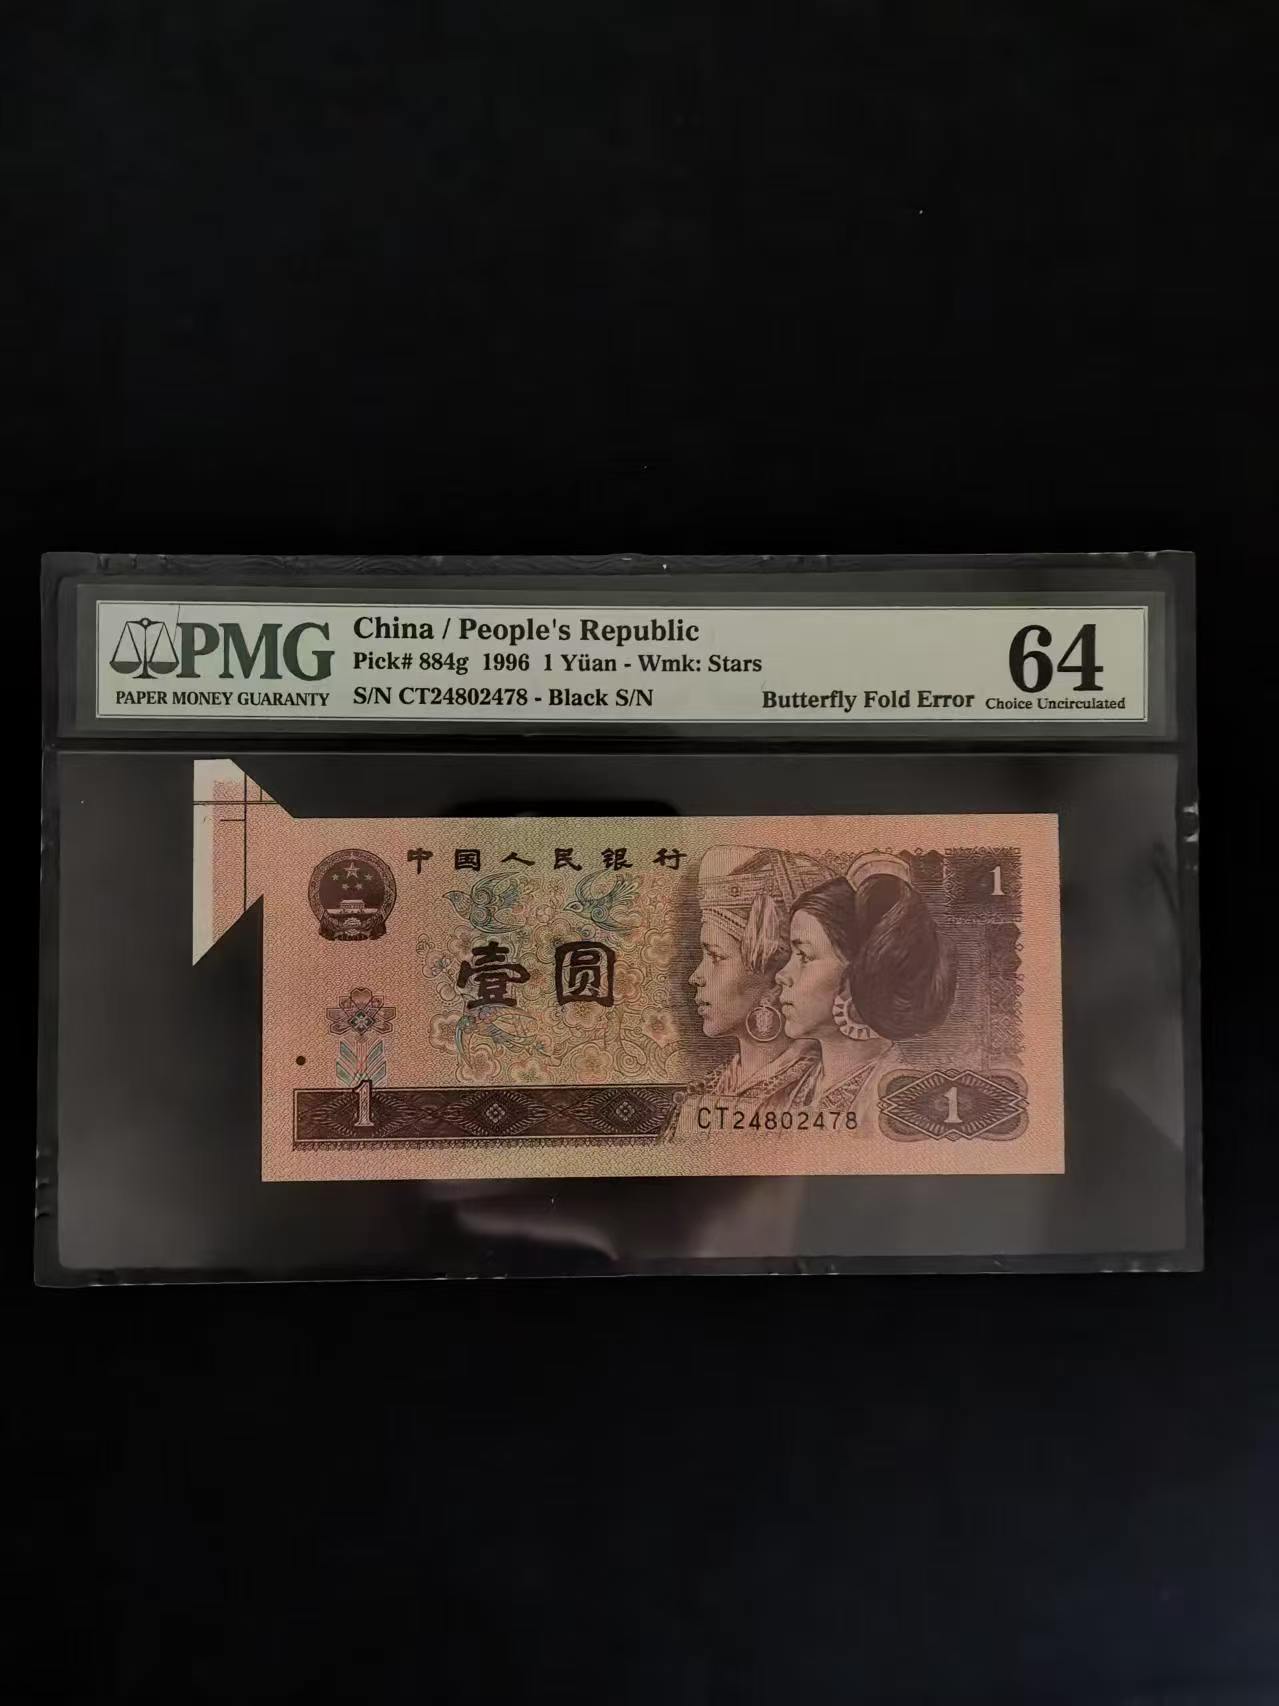 PMG
PAPER MONEY GUARANTY
China / People's Republic
Pick# 884g 1996 1 Yüan - Wmk: Stars
S/N CT24802478 - Black S/N
Butterfly Fold Error
64
Choice Uncirculated
中国人民银行
1
壹圆
1
CT24802478
1